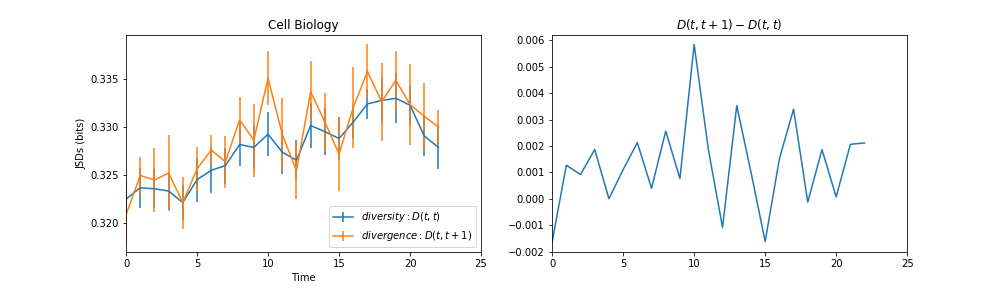 Cell Biology
JSDs (bits)
0.335
0.330
0.325
0.320
0 5 10 15 20 25
Time
diversity: D(t, t)
divergence: D(t, t + 1)
D(t, t + 1) − D(t, t)
0.006
0.005
0.004
0.003
0.002
0.001
0.000
−0.001
−0.002
0 5 10 15 20 25